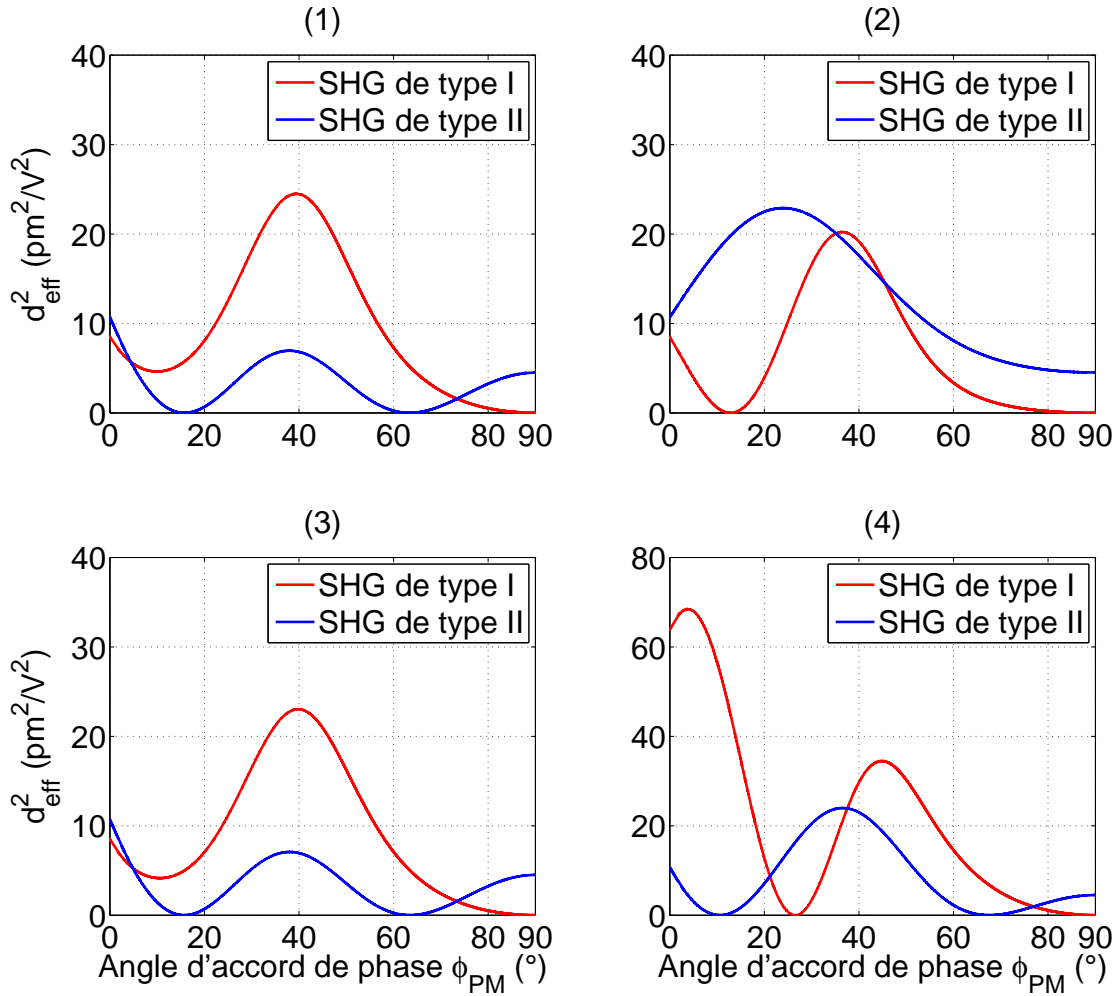 (1)
40
30
20
10
0
0 20 40 60 80 90
d²eff (pm²/V²)
SHG de type I
SHG de type II
(2)
40
30
20
10
0
0 20 40 60 80 90
SHG de type I
SHG de type II
(3)
40
30
20
10
0
0 20 40 60 80 90
d²eff (pm²/V²)
Angle d'accord de phase ϕPM (°)
SHG de type I
SHG de type II
(4)
80
60
40
20
0
0 20 40 60 80 90
Angle d'accord de phase ϕPM (°)
SHG de type I
SHG de type II